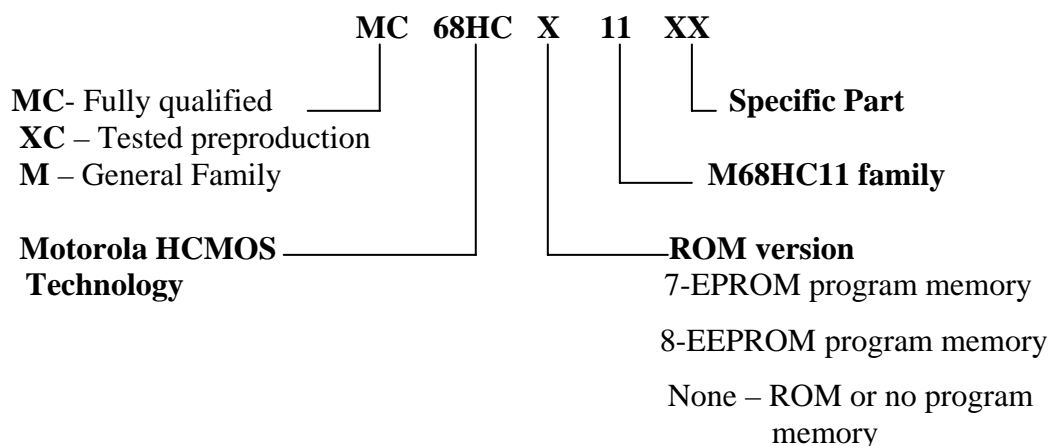 MC 68HC X 11 XX
MC- Fully qualified
XC – Tested preproduction
M – General Family
Motorola HCMOS
Technology
Specific Part
M68HC11 family
ROM version
7-EPROM program memory
8-EEPROM program memory
None – ROM or no program
memory